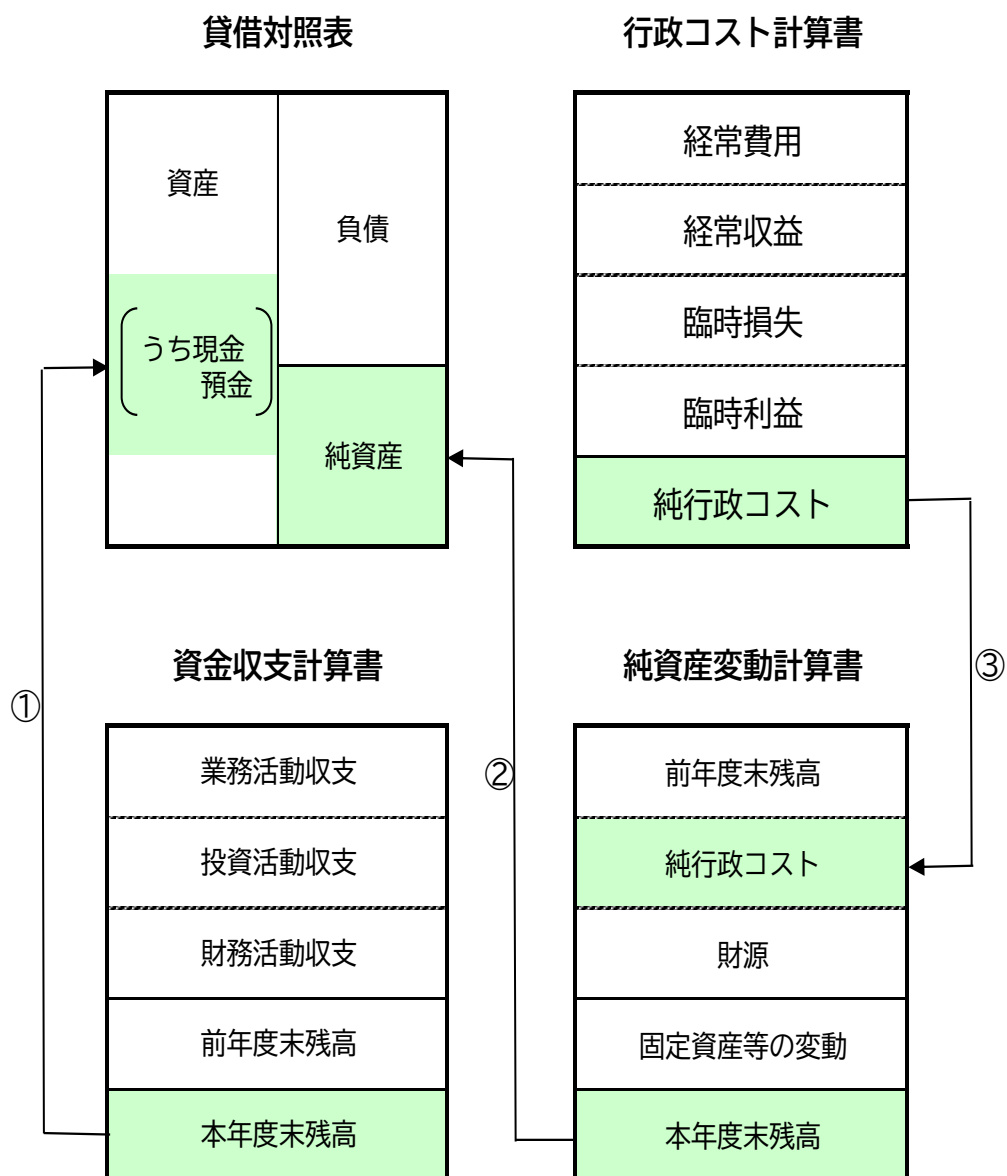 貸借対照表
資産
うち現金
預金
負債
純資産
行政コスト計算書
経常費用
経常収益
臨時損失
臨時利益
純行政コスト
①
②
③
資金収支計算書
業務活動収支
投資活動収支
財務活動収支
前年度末残高
本年度末残高
純資産変動計算書
前年度末残高
純行政コスト
財源
固定資産等の変動
本年度末残高